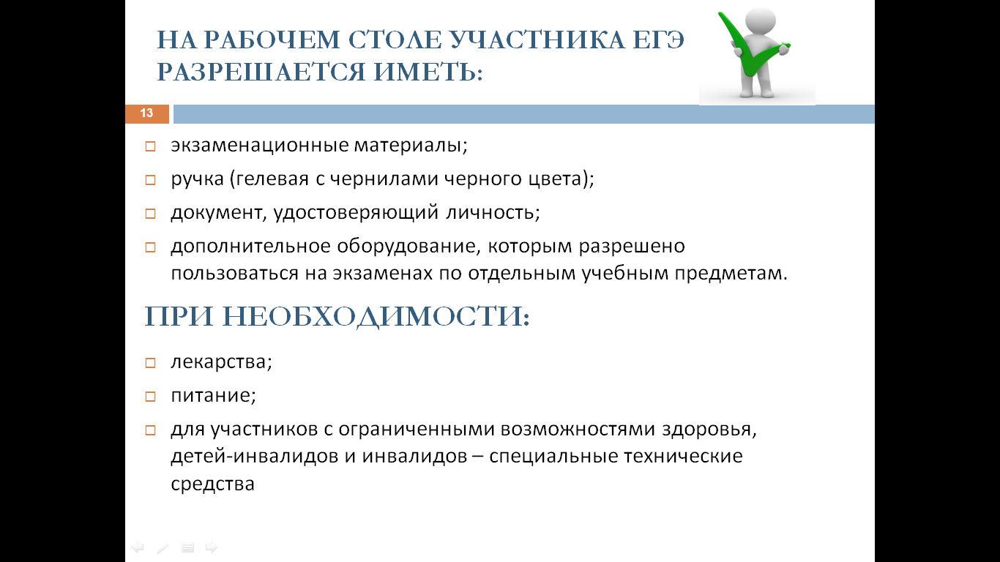 НА РАБОЧЕМ СТОЛЕ УЧАСТНИКА ЕГЭ
РАЗРЕШАЕТСЯ ИМЕТЬ:
13
экзаменационные материалы;
ручка (гелевая с чернилами черного цвета);
документ, удостоверяющий личность;
дополнительное оборудование, которым разрешено
пользоваться на экзаменах по отдельным учебным предметам.
ПРИ НЕОБХОДИМОСТИ:
лекарства;
питание;
для участников с ограниченными возможностями здоровья,
детей-инвалидов и инвалидов – специальные технические
средства